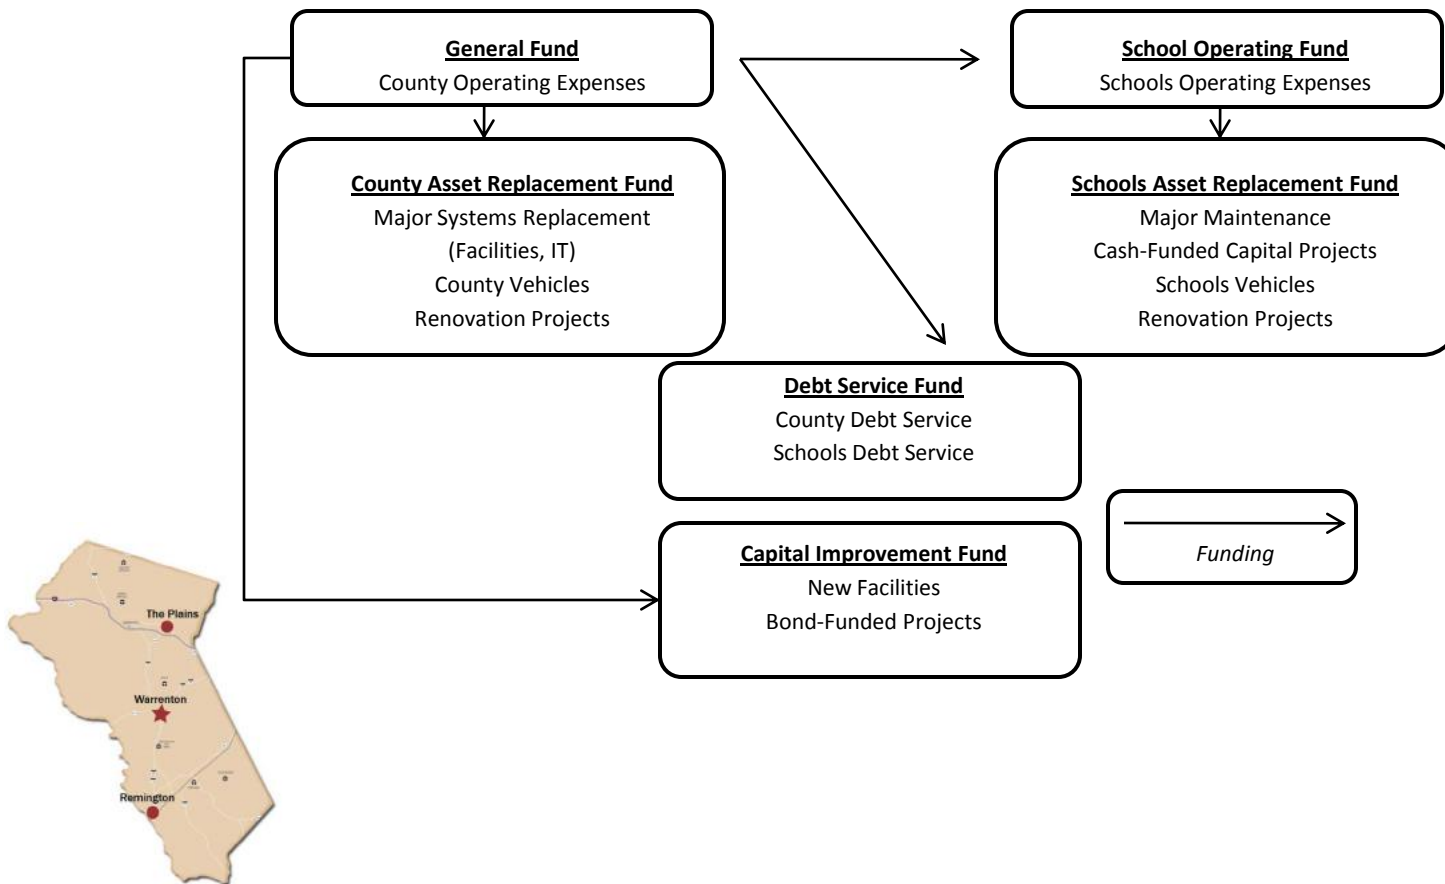 General Fund
County Operating Expenses
School Operating Fund
Schools Operating Expenses
County Asset Replacement Fund
Major Systems Replacement
(Facilities, IT)
County Vehicles
Renovation Projects
Schools Asset Replacement Fund
Major Maintenance
Cash-Funded Capital Projects
Schools Vehicles
Renovation Projects
Debt Service Fund
County Debt Service
Schools Debt Service
Capital Improvement Fund
New Facilities
Bond-Funded Projects
Funding
The Plains
Warrenton
Remington